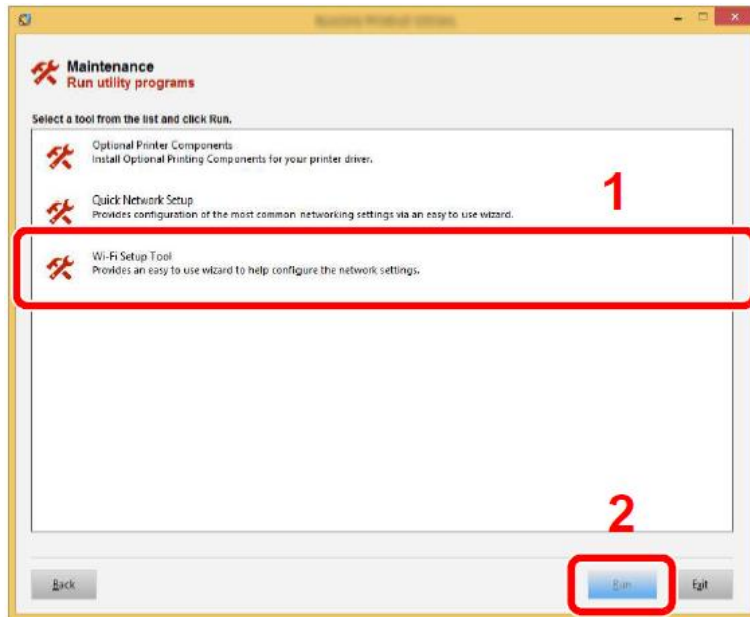 Maintenance
Run utility programs
Select a tool from the list and click Run.
Optional Printer Components
Install Optional Printing Components for your printer driver.
1
Quick Network Setup
Provides configuration of the most common networking settings via an easy to use wizard.
Wi-Fi Setup Tool
Provides an easy to use wizard to help configure the network settings.
2
Back
Run
Exit